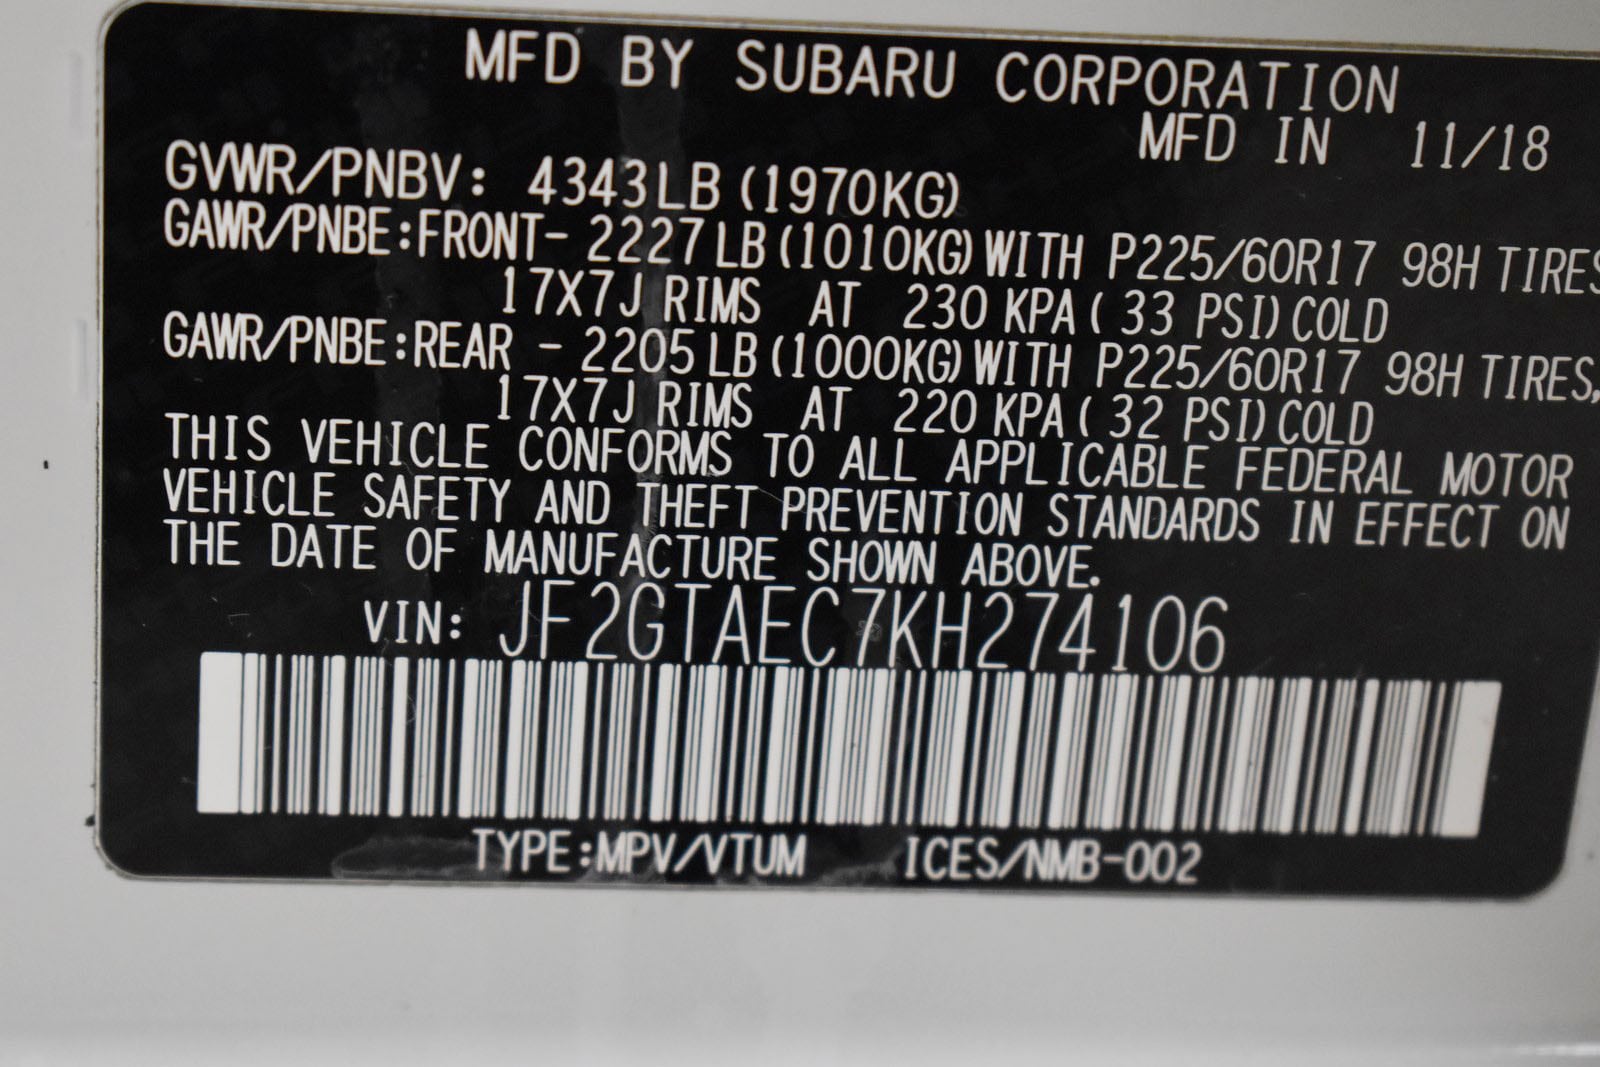 MFD BY SUBARU CORPORATION
MFD IN 11/18
GVWR/PNBV: 4343LB (1970KG)
GAWR/PNBE:FRONT- 2227LB(1010KG)WITH P225/60R17 98H TIRES
17X7J RIMS AT 230 KPA( 33 PSI)COLD
GAWR/PNBE:REAR - 2205LB(1000KG)WITH P225/60R17 98H TIRES,
17X7J RIMS AT 220 KPA( 32 PSI)COLD
THIS VEHICLE CONFORMS TO ALL APPLICABLE FEDERAL MOTOR
VEHICLE SAFETY AND THEFT PREVENTION STANDARDS IN EFFECT ON
THE DATE OF MANUFACTURE SHOWN ABOVE.
VIN: JF2GTAEC7KH274106
TYPE:MPV/VTUM ICES/NMB-002